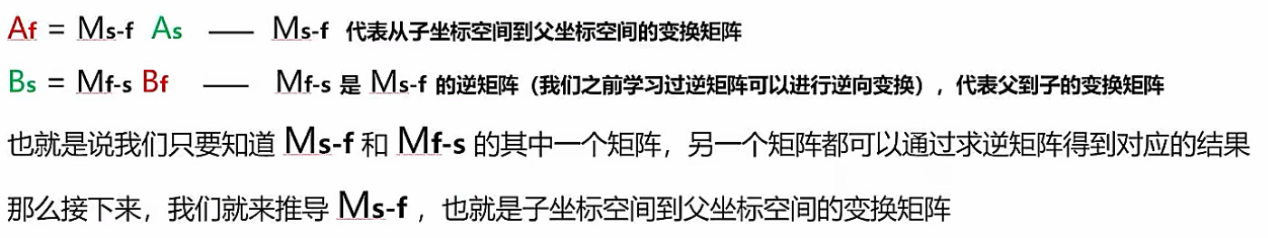 Af = Ms-f As —— Ms-f 代表从子坐标空间到父坐标空间的变换矩阵
Bs = Mf-s Bf —— Mf-s 是 Ms-f 的逆矩阵（我们之前学习过逆矩阵可以进行逆向变换），代表父到子的变换矩阵
也就是说我们只要知道 Ms-f 和 Mf-s 的其中一个矩阵，另一个矩阵都可以通过求逆矩阵得到对应的结果
那么接下来，我们就来推导 Ms-f ，也就是子坐标空间到父坐标空间的变换矩阵